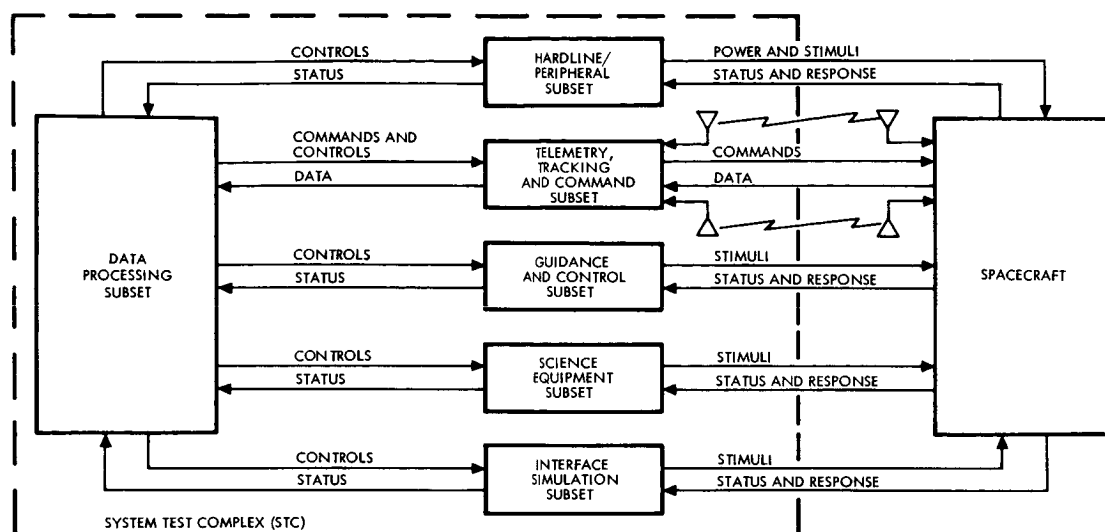 CONTROLS
STATUS
HARDLINE/
PERIPHERAL
SUBSET
POWER AND STIMULI
STATUS AND RESPONSE
COMMANDS AND
CONTROLS
DATA
TELEMETRY,
TRACKING
AND COMMAND
SUBSET
COMMANDS
DATA
DATA
PROCESSING
SUBSET
CONTROLS
STATUS
GUIDANCE
AND CONTROL
SUBSET
STIMULI
STATUS AND RESPONSE
SPACECRAFT
CONTROLS
STATUS
SCIENCE
EQUIPMENT
SUBSET
STIMULI
STATUS AND RESPONSE
CONTROLS
STATUS
INTERFACE
SIMULATION
SUBSET
STIMULI
STATUS AND RESPONSE
SYSTEM TEST COMPLEX (STC)